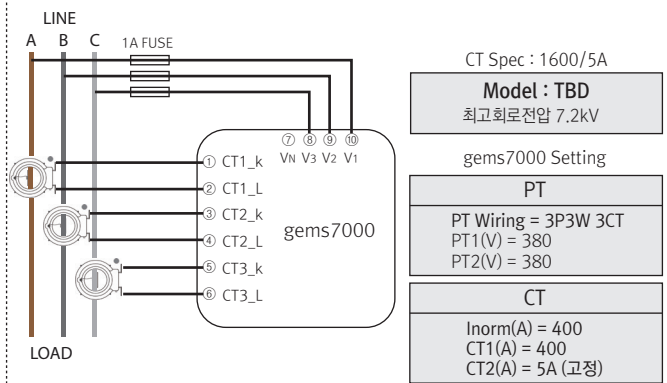 LINE
A B C
1A FUSE
⑦ ⑧ ⑨ ⑩
VN V3 V2 V1
① CT1_k
② CT1_L
③ CT2_k
④ CT2_L
⑤ CT3_k
⑥ CT3_L
gems7000
LOAD
CT Spec : 1600/5A
Model : TBD
최고회로전압 7.2kV
gems7000 Setting
PT
PT Wiring = 3P3W 3CT
PT1(V) = 380
PT2(V) = 380
CT
Inorm(A) = 400
CT1(A) = 400
CT2(A) = 5A (고정)